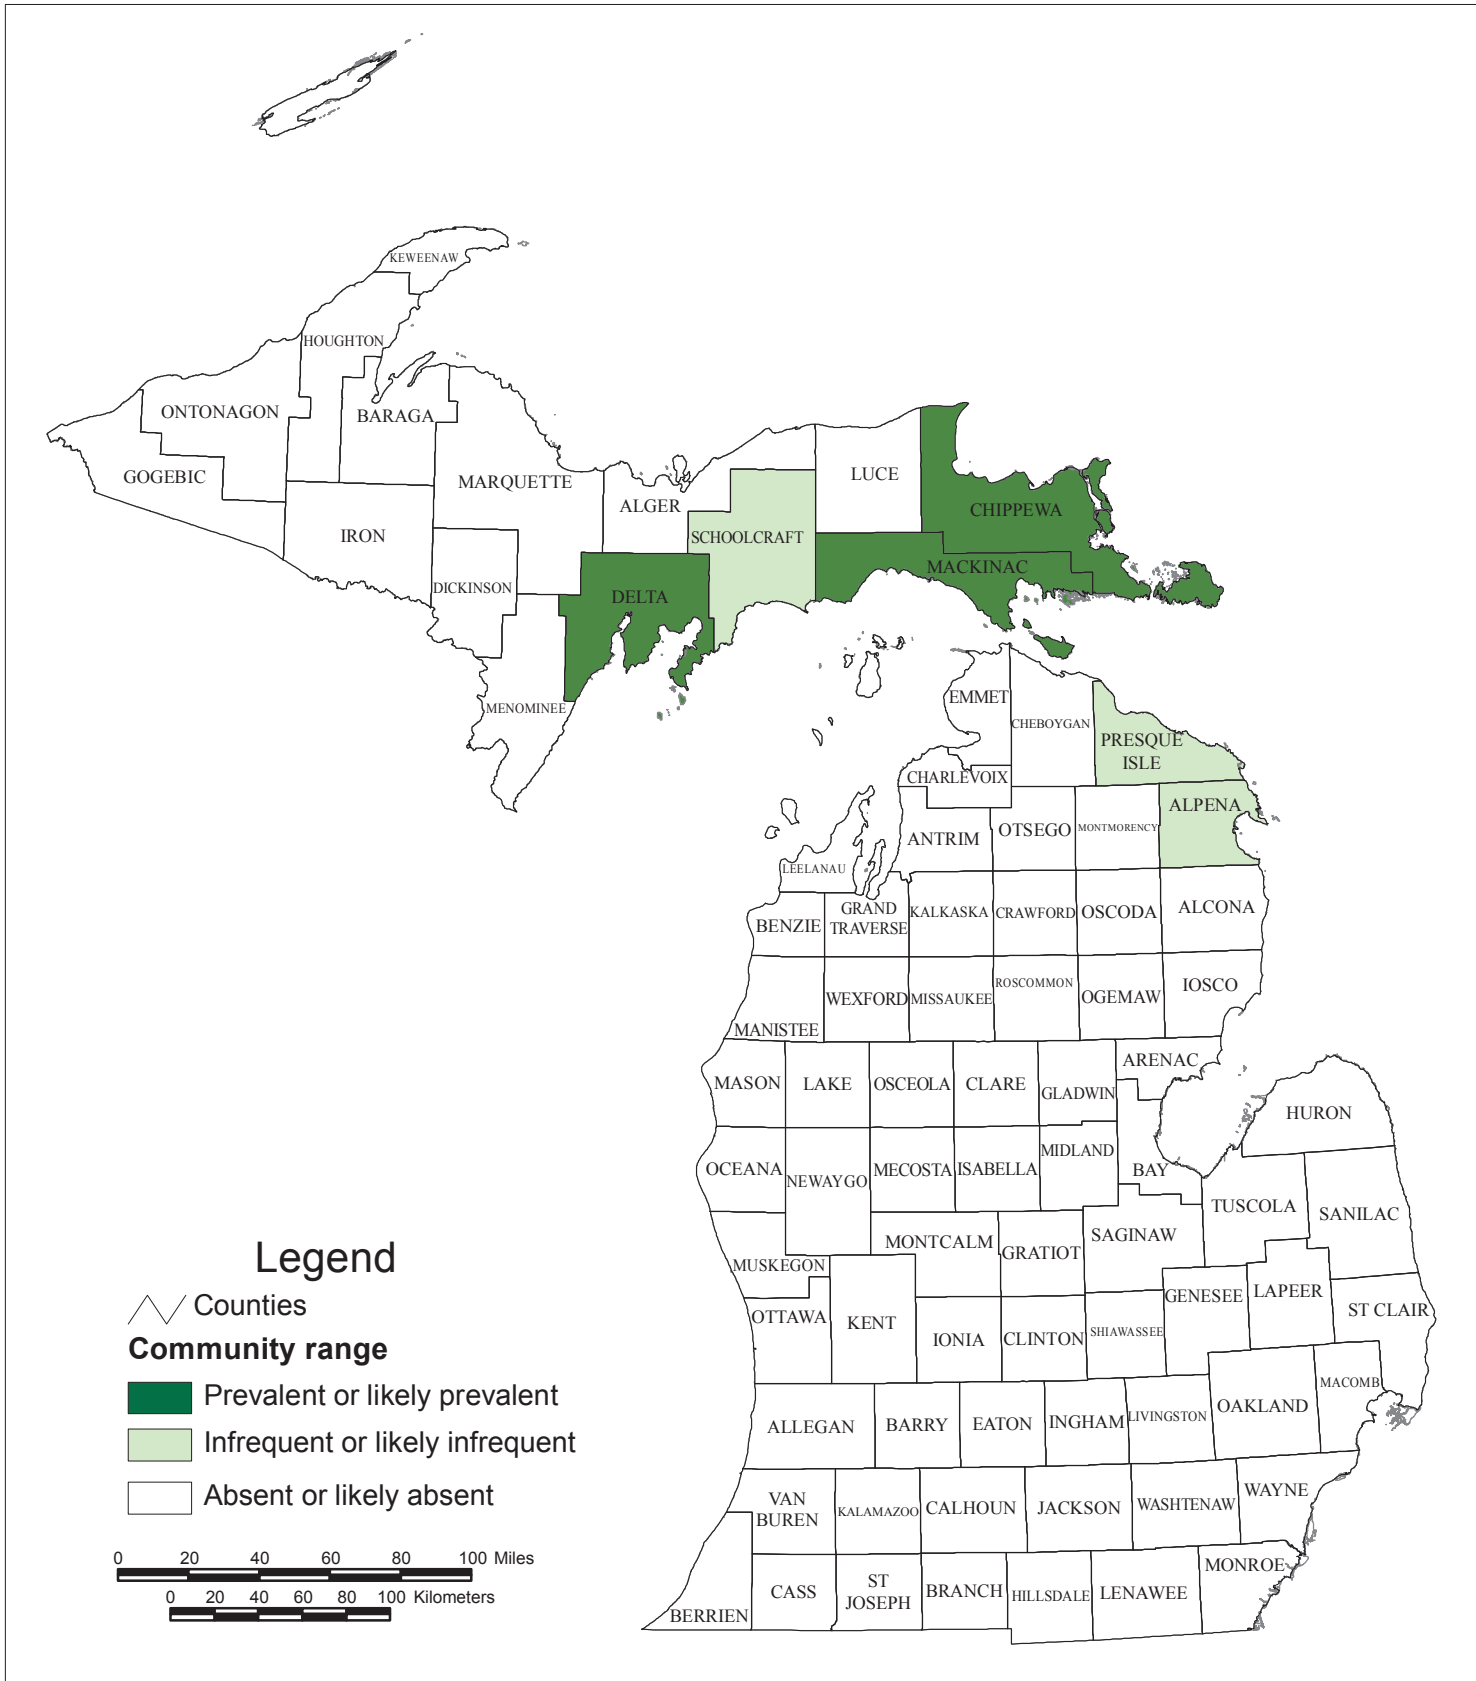 KEWEENAW
HOUGHTON
ONTONAGON
BARAGA
GOGEBIC
MARQUETTE
LUCE
ALGER
CHIPPEWA
IRON
SCHOOLCRAFT
MACKINAC
DICKINSON
DELTA
MENOMINEE
EMMET
CHEBOYGAN
PRESQUE
ISLE
CHARLEVOIX
ALPENA
ANTRIM
OTSEGO
MONTMORENCY
LEELANAU
BENZIE
GRAND
TRAVERSE
KALKASKA
CRAWFORD
OSCODA
ALCONA
MANISTEE
WEXFORD
MISSAUKEE
ROSCOMMON
OGEMAW
IOSCO
ARENAC
MASON
LAKE
OSCEOLA
CLARE
GLADWIN
HURON
OCEANA
NEWAYGO
MECOSTA
ISABELLA
MIDLAND
BAY
TUSCOLA
SANILAC
MUSKEGON
MONTCALM
GRATIOT
SAGINAW
GENESEE
LAPEER
ST CLAIR
OTTAWA
KENT
IONIA
CLINTON
SHIAWASSEE
OAKLAND
MACOMB
ALLEGAN
BARRY
EATON
INGHAM
LIVINGSTON
VAN
BUREN
KALAMAZOO
CALHOUN
JACKSON
WASHTENAW
WAYNE
BERRIEN
CASS
ST
JOSEPH
BRANCH
HILLSDALE
LENAWEE
MONROE
Legend
Counties
Community range
Prevalent or likely prevalent
Infrequent or likely infrequent
Absent or likely absent
0 20 40 60 80 100 Miles
0 20 40 60 80 100 Kilometers